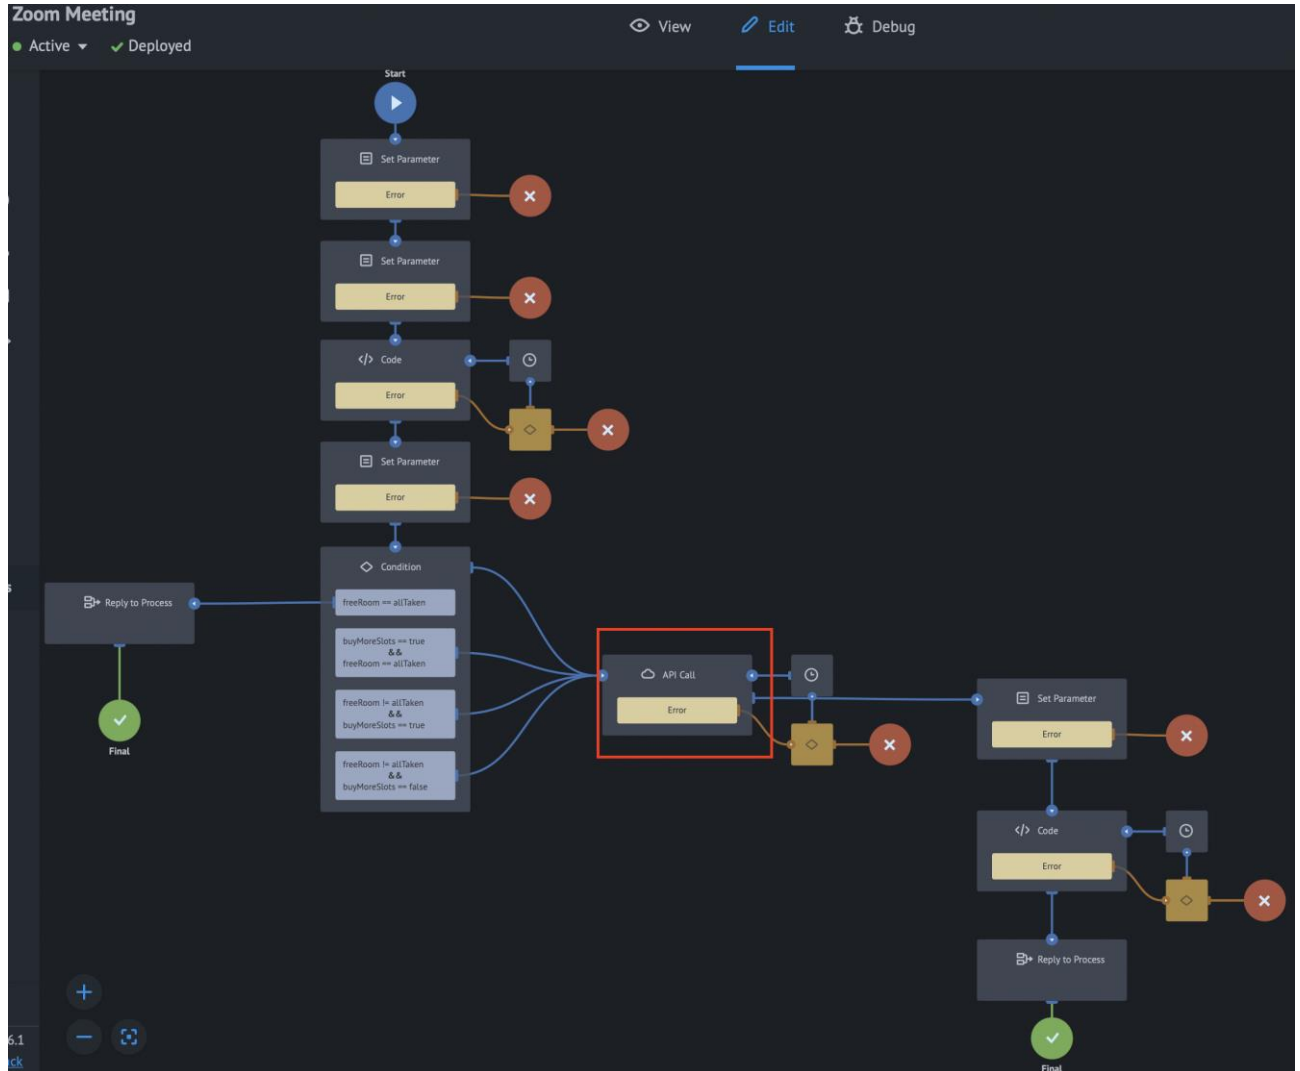 Zoom Meeting
Active
Deployed
View
Edit
Debug
Start
Set Parameter
Error
Set Parameter
Error
Code
Error
Set Parameter
Error
Condition
freeRoom == allTaken
buyMoreSlots == true
&&
freeRoom == allTaken
freeRoom != allTaken
&&
buyMoreSlots == true
freeRoom != allTaken
&&
buyMoreSlots == false
Reply to Process
Final
API Call
Error
Set Parameter
Error
Code
Error
Reply to Process
Final
6.1